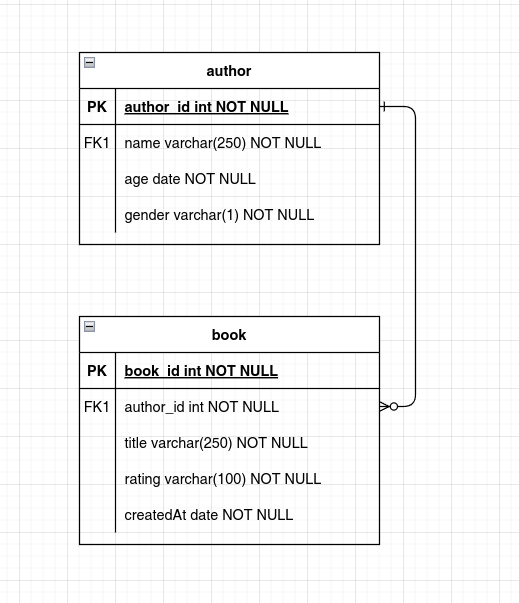 author
PK author_id int NOT NULL
FK1 name varchar(250) NOT NULL
age date NOT NULL
gender varchar(1) NOT NULL
book
PK book_id int NOT NULL
FK1 author_id int NOT NULL
title varchar(250) NOT NULL
rating varchar(100) NOT NULL
createdAt date NOT NULL